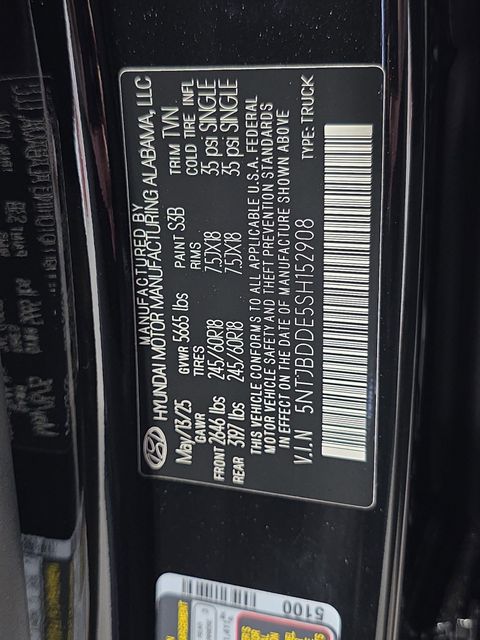 MANUFACTURED BY
HYUNDAI MOTOR MANUFACTURING ALABAMA, LLC
May/13/25 GVWR 5665 lbs PAINT S3B TRIM TVN
GAWR TIRES RIMS COLD TIRE INFL
FRONT 2646 lbs 245/60R18 7.5JX18 35 psi SINGLE
REAR 3197 lbs 245/60R18 7.5JX18 35 psi SINGLE
THIS VEHICLE CONFORMS TO ALL APPLICABLE U.S.A. FEDERAL
MOTOR VEHICLE SAFETY AND THEFT PREVENTION STANDARDS
IN EFFECT ON THE DATE OF MANUFACTURE SHOWN ABOVE
V.I.N 5NTJBDDE5SH152908 TYPE: TRUCK
5100